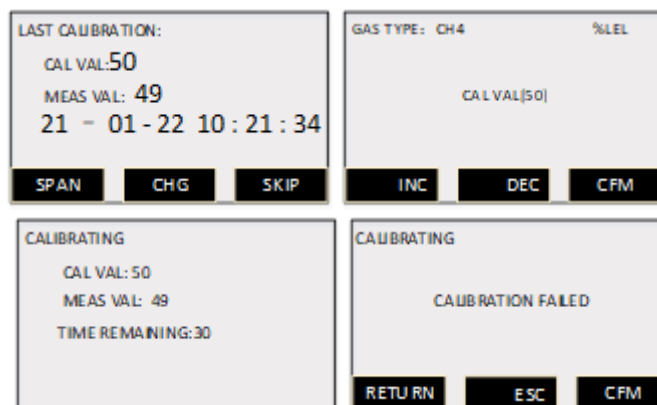 LAST CALIBRATION:
CAL VAL:50
MEAS VAL: 49
21 - 01-22 10:21:34
SPAN CHG SKIP
GAS TYPE: CH4 %LEL
CAL VAL(50)
INC DEC CFM
CALIBRATING
CAL VAL: 50
MEAS VAL: 49
TIME REMAINING:30
CALIBRATING
CALIBRATION FAILED
RETURN ESC CFM